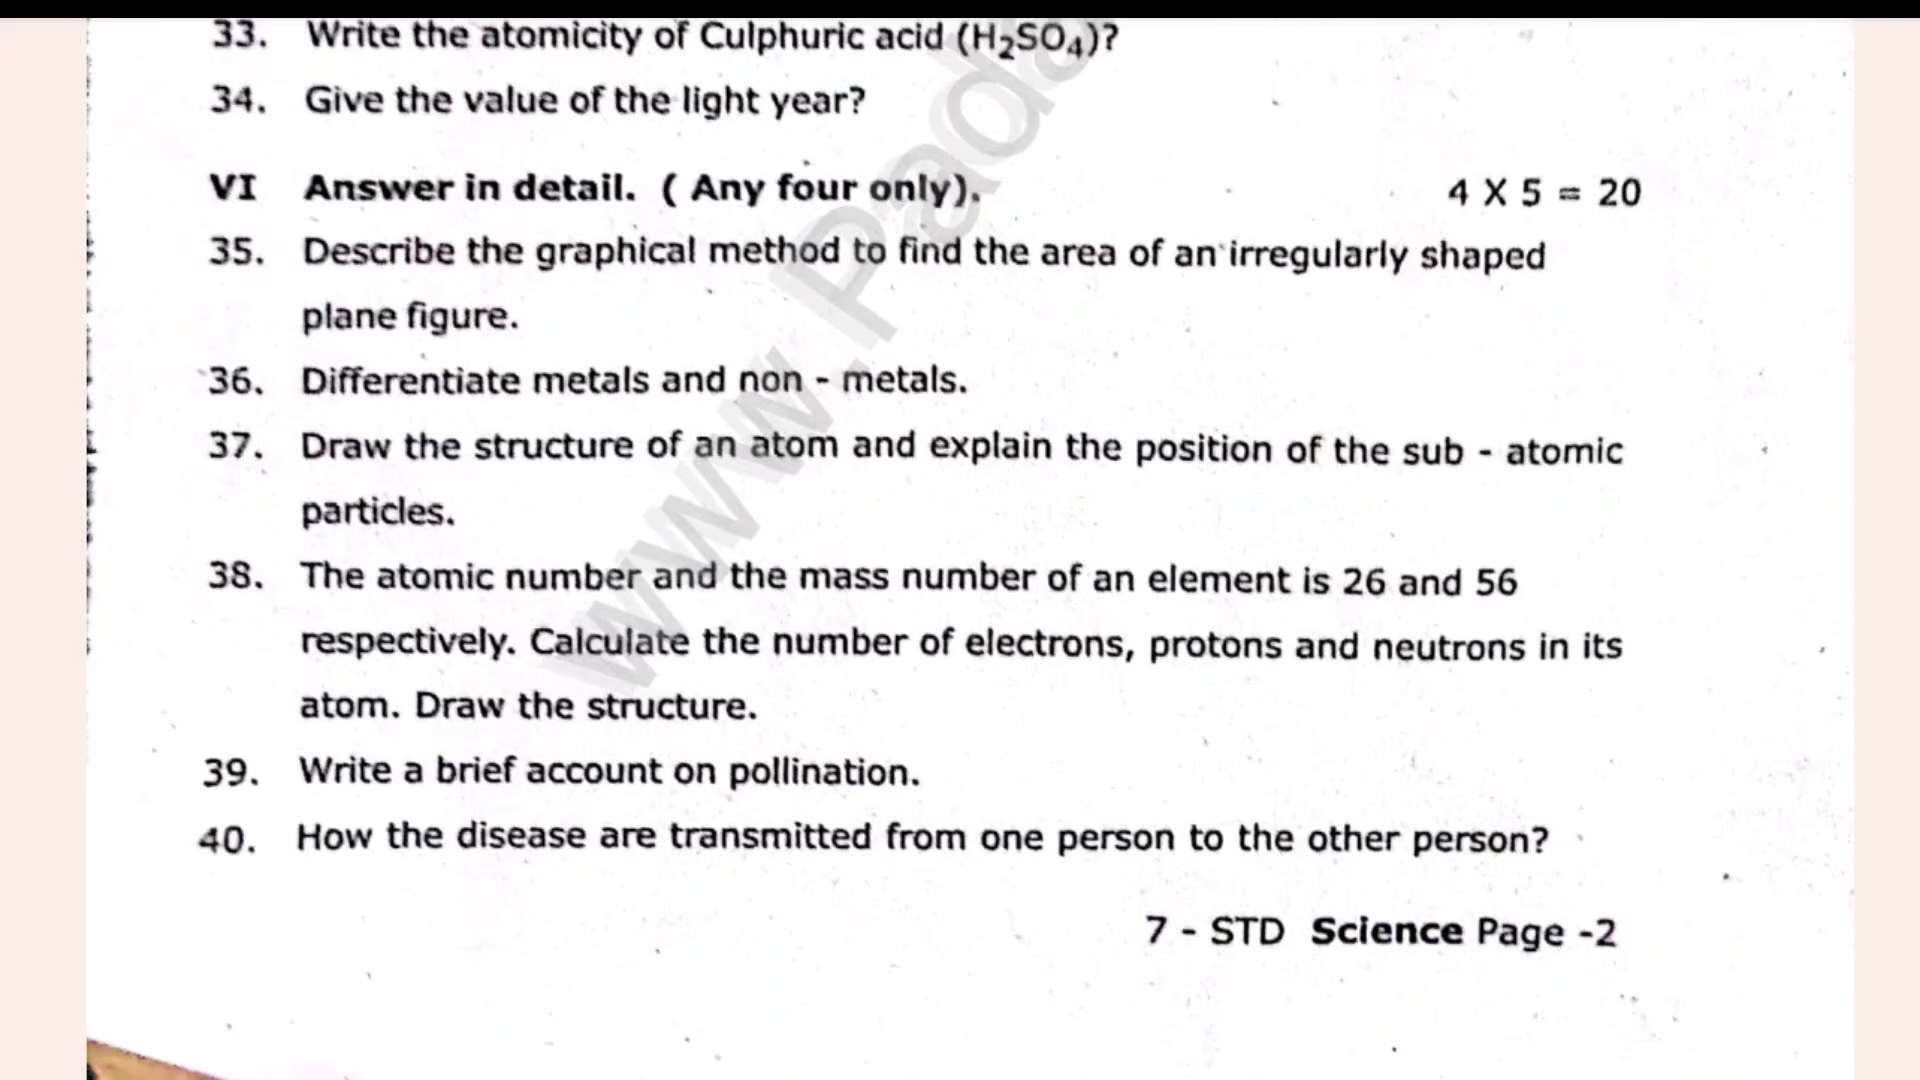 33. Write the atomicity of Culphuric acid (H₂SO₄)?
34. Give the value of the light year?
VI Answer in detail. ( Any four only). 4 X 5 = 20
35. Describe the graphical method to find the area of an irregularly shaped
plane figure.
36. Differentiate metals and non - metals.
37. Draw the structure of an atom and explain the position of the sub - atomic
particles.
38. The atomic number and the mass number of an element is 26 and 56
respectively. Calculate the number of electrons, protons and neutrons in its
atom. Draw the structure.
39. Write a brief account on pollination.
40. How the disease are transmitted from one person to the other person?
7 - STD Science Page -2
www.Pada